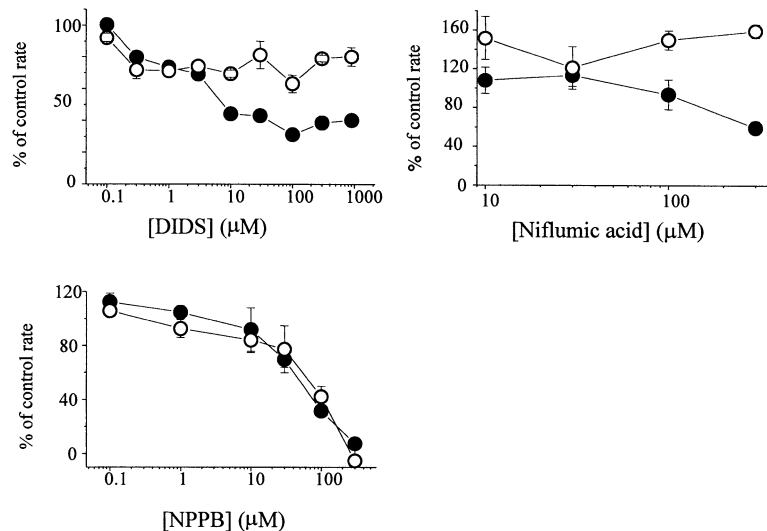 100
50
0
% of control rate
0.1 1 10 100 1000
[DIDS] (μM)
160
120
80
40
0
% of control rate
10 100
[Niflumic acid] (μM)
120
80
40
0
% of control rate
0.1 1 10 100
[NPPB] (μM)